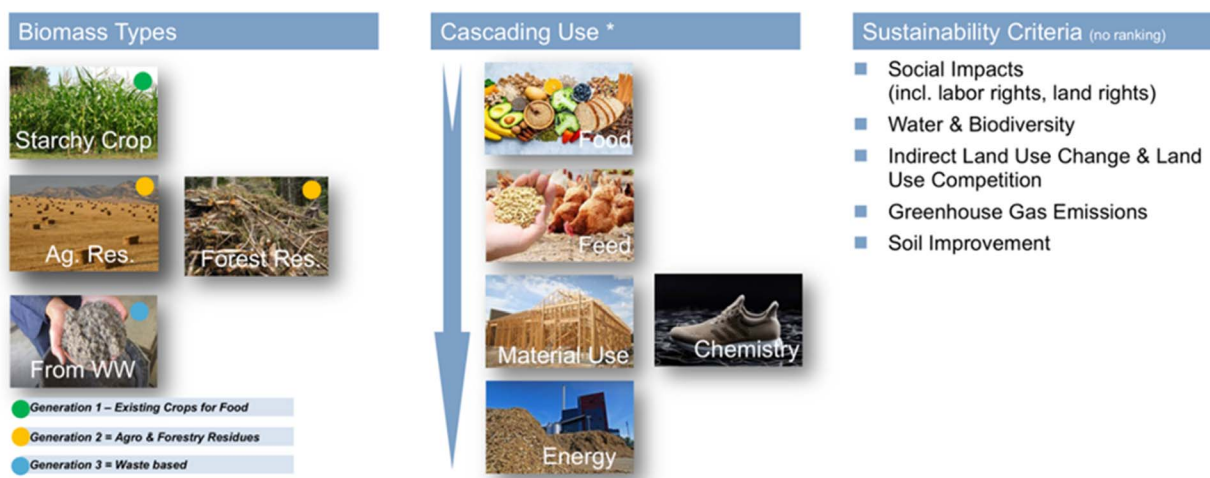 Biomass Types
Starchy Crop
Ag. Res.
Forest Res.
From WW
Generation 1 – Existing Crops for Food
Generation 2 = Agro & Forestry Residues
Generation 3 = Waste based
Cascading Use *
Food
Feed
Material Use
Chemistry
Energy
Sustainability Criteria (no ranking)
Social Impacts
(incl. labor rights, land rights)
Water & Biodiversity
Indirect Land Use Change & Land
Use Competition
Greenhouse Gas Emissions
Soil Improvement